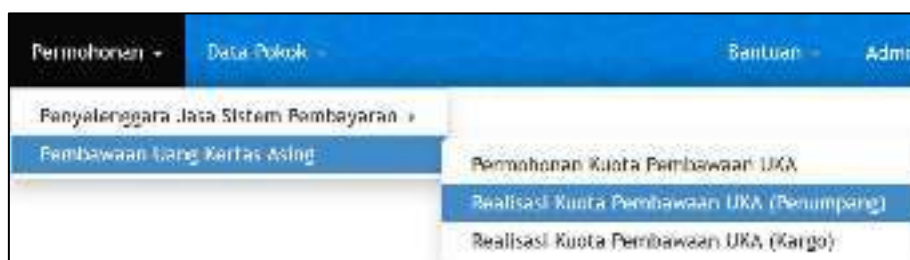 Permohonan Data Pokok Bantuan
Penyelenggara Jasa Sistem Pembayaran
Pembawaan Uang Kertas Asing
Permohonan Kuota Pembawaan UKA
Realisasi Kuota Pembawaan UKA (Penumpang)
Realisasi Kuota Pembawaan UKA (Kargo)